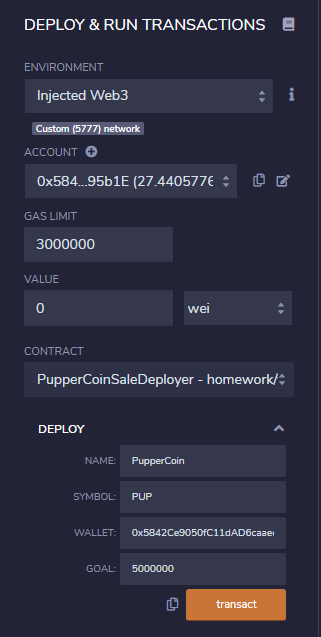 DEPLOY & RUN TRANSACTIONS
ENVIRONMENT
Injected Web3
Custom (5777) network
ACCOUNT
0x584...95b1E (27.4405776
GAS LIMIT
3000000
VALUE
0 wei
CONTRACT
PupperCoinSaleDeployer - homework/
DEPLOY
NAME: PupperCoin
SYMBOL: PUP
WALLET: 0x5842Ce9050fC11dAD6caaec
GOAL: 5000000
transact